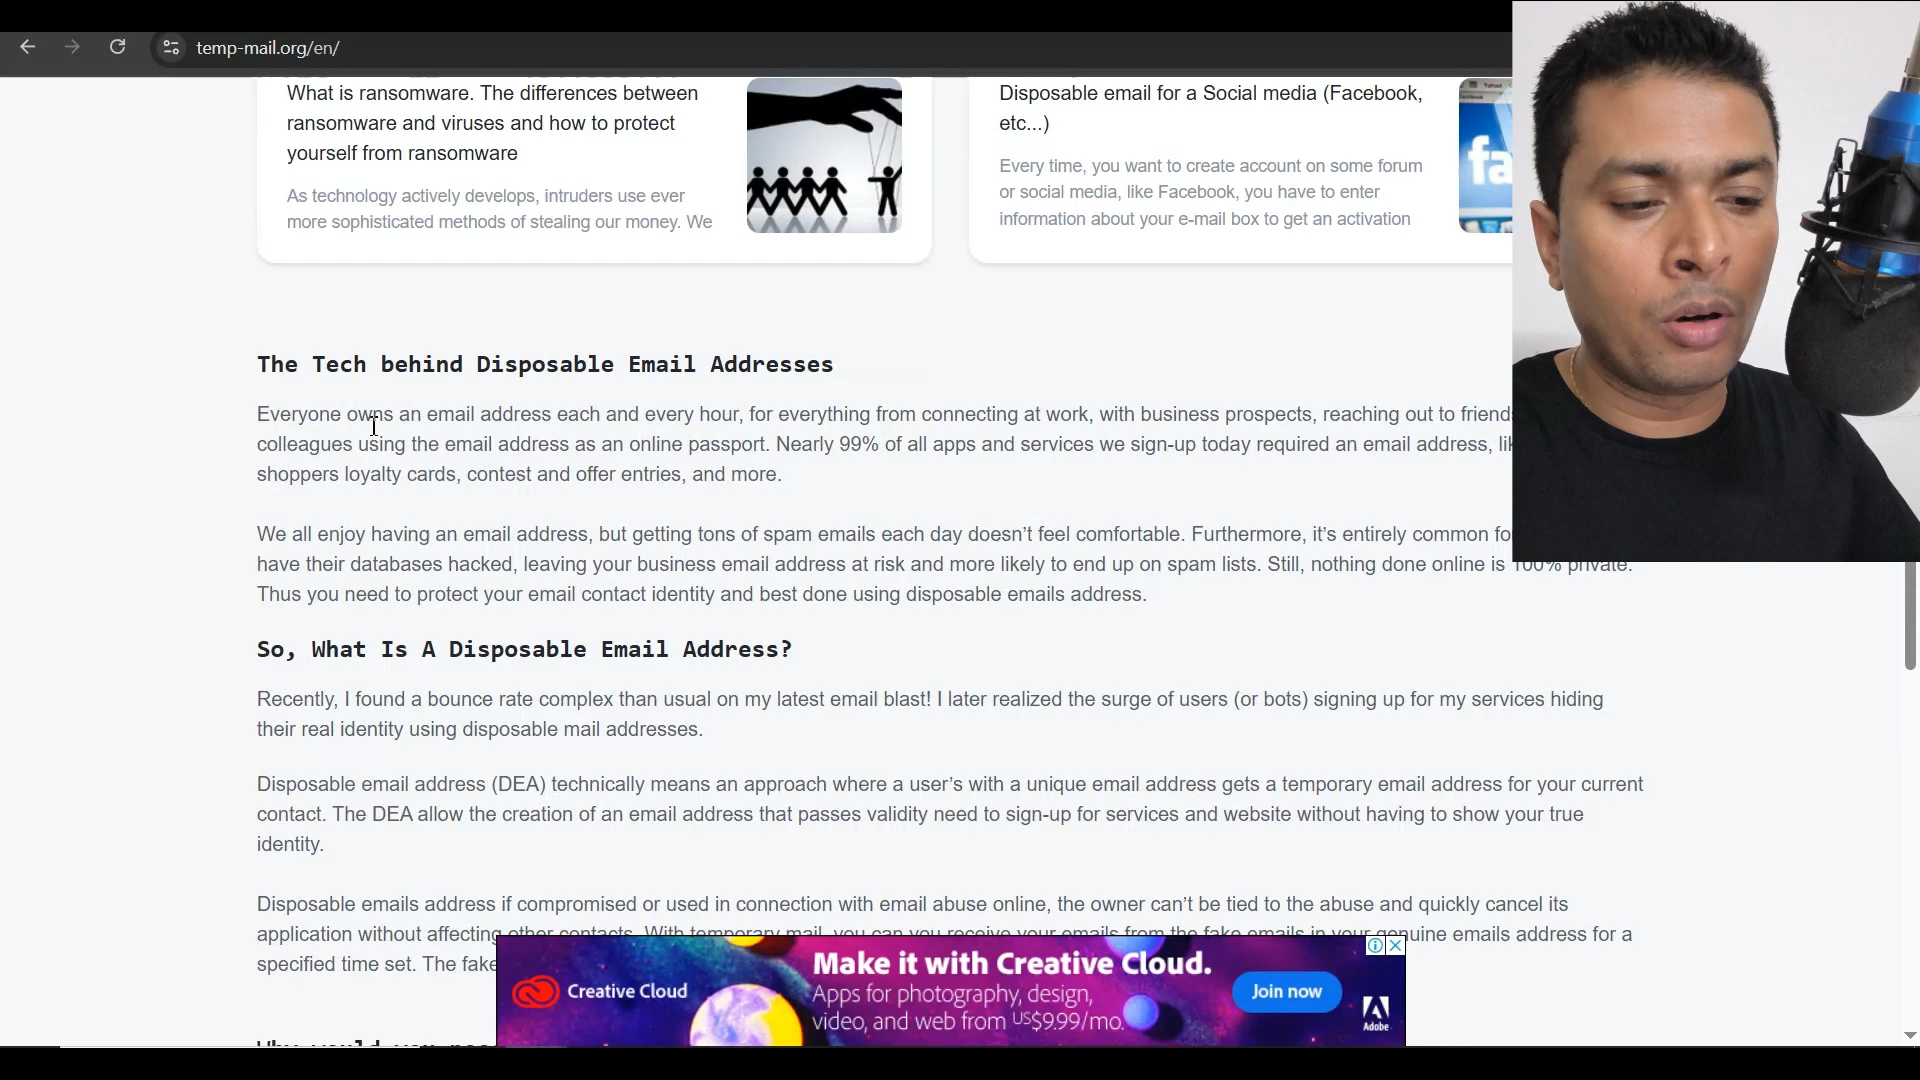 temp-mail.org/en/
What is ransomware. The differences between
ransomware and viruses and how to protect
yourself from ransomware
As technology actively develops, intruders use ever
more sophisticated methods of stealing our money. We
Disposable email for a Social media (Facebook,
etc...)
Every time, you want to create account on some forum
or social media, like Facebook, you have to enter
information about your e-mail box to get an activation
fa
The Tech behind Disposable Email Addresses
Everyone owns an email address each and every hour, for everything from connecting at work, with business prospects, reaching out to friend
colleagues using the email address as an online passport. Nearly 99% of all apps and services we sign-up today required an email address,
shoppers loyalty cards, contest and offer entries, and more.
We all enjoy having an email address, but getting tons of spam emails each day doesn’t feel comfortable. Furthermore, it’s entirely common
have their databases hacked, leaving your business email address at risk and more likely to end up on spam lists. Still, nothing done online is 100% private.
Thus you need to protect your email contact identity and best done using disposable emails address.
So, What Is A Disposable Email Address?
Recently, I found a bounce rate complex than usual on my latest email blast! I later realized the surge of users (or bots) signing up for my services hiding
their real identity using disposable mail addresses.
Disposable email address (DEA) technically means an approach where a user’s with a unique email address gets a temporary email address for your current
contact. The DEA allow the creation of an email address that passes validity need to sign-up for services and website without having to show your true
identity.
Disposable emails address if compromised or used in connection with email abuse online, the owner can’t be tied to the abuse and quickly cancel its
application without affecting other contacts. With temporary mail, you can you receive your emails from the fake emails in your genuine emails address for a
specified time set. The fake
Creative Cloud
Make it with Creative Cloud.
Apps for photography, design,
video, and web from US$9.99/mo.
Join now
Adobe
Why would you